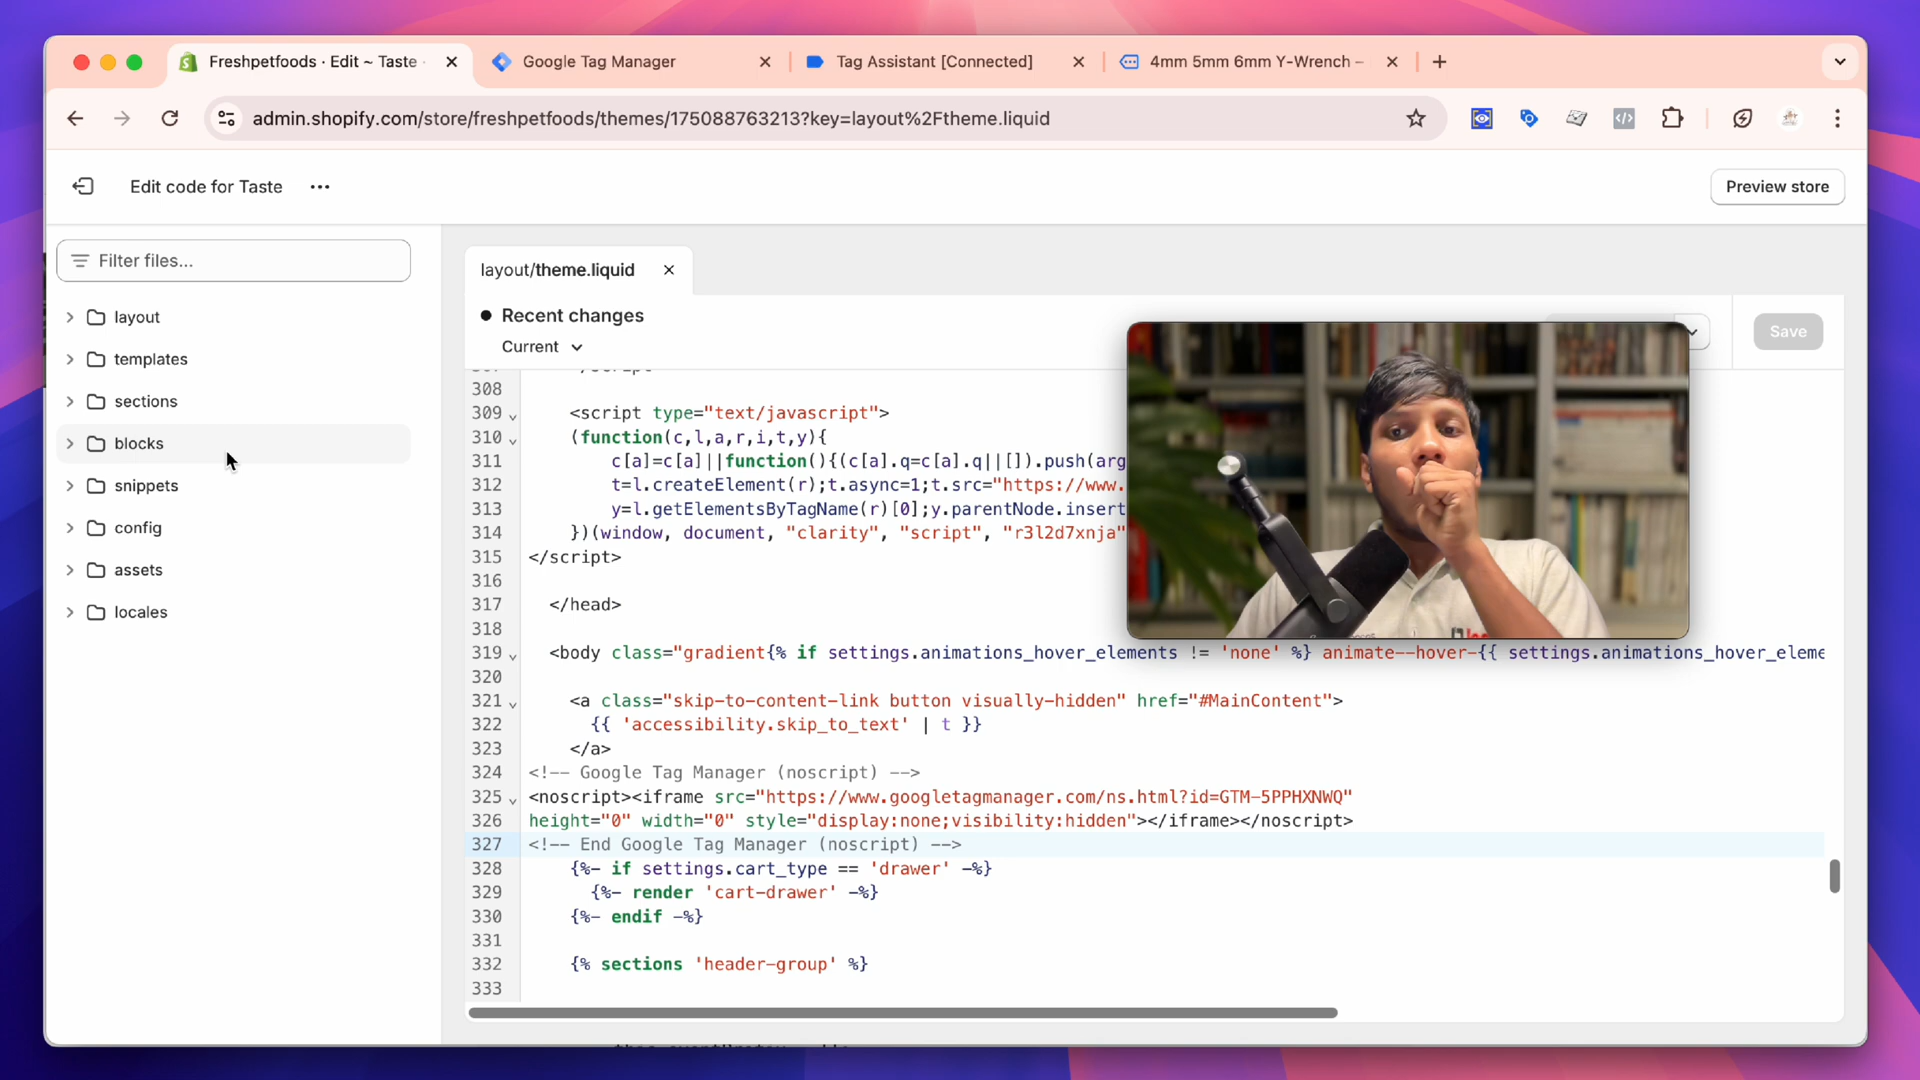 Freshpetfoods · Edit ~ Taste ·
Google Tag Manager
Tag Assistant [Connected]
4mm 5mm 6mm Y-Wrench –
admin.shopify.com/store/freshpetfoods/themes/175088763213?key=layout%2Ftheme.liquid
Edit code for Taste
Preview store
Filter files...
layout
templates
sections
blocks
snippets
config
assets
locales
layout/theme.liquid
Recent changes
Current
Save
308
309 <script type="text/javascript">
310 (function(c,l,a,r,i,t,y){
311 c[a]=c[a]||function(){(c[a].q=c[a].q||[]).push(arg
312 t=l.createElement(r);t.async=1;t.src="https://www.
313 y=l.getElementsByTagName(r)[0];y.parentNode.insert
314 })(window, document, "clarity", "script", "r3l2d7xnja"
315 </script>
316
317 </head>
318
319 <body class="gradient{% if settings.animations_hover_elements != 'none' %} animate--hover-{{ settings.animations_hover_eleme
320
321 <a class="skip-to-content-link button visually-hidden" href="#MainContent">
322 {{ 'accessibility.skip_to_text' | t }}
323 </a>
324 <!-- Google Tag Manager (noscript) -->
325 <noscript><iframe src="https://www.googletagmanager.com/ns.html?id=GTM-5PPHXNWQ"
326 height="0" width="0" style="display:none;visibility:hidden"></iframe></noscript>
327 <!-- End Google Tag Manager (noscript) -->
328 {%- if settings.cart_type == 'drawer' -%}
329 {%- render 'cart-drawer' -%}
330 {%- endif -%}
331
332 {% sections 'header-group' %}
333